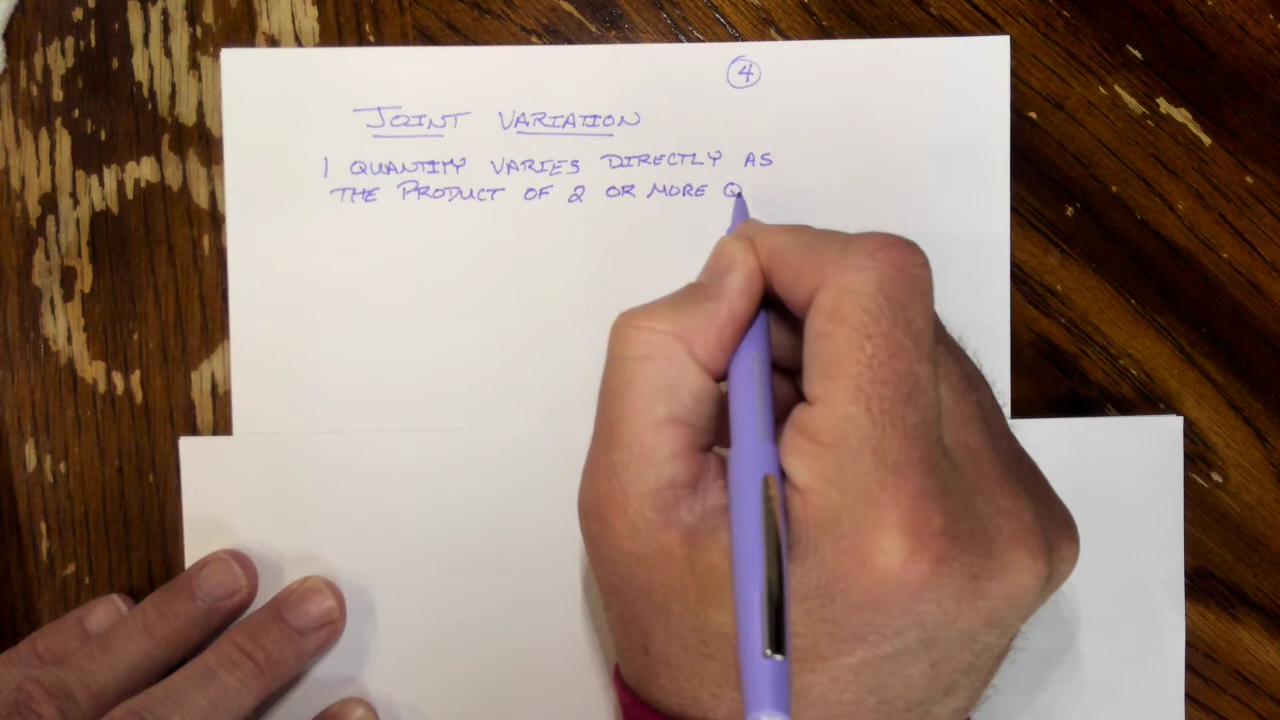 4
JOINT VARIATION
1 QUANTITY VARIES DIRECTLY AS
THE PRODUCT OF 2 OR MORE Q